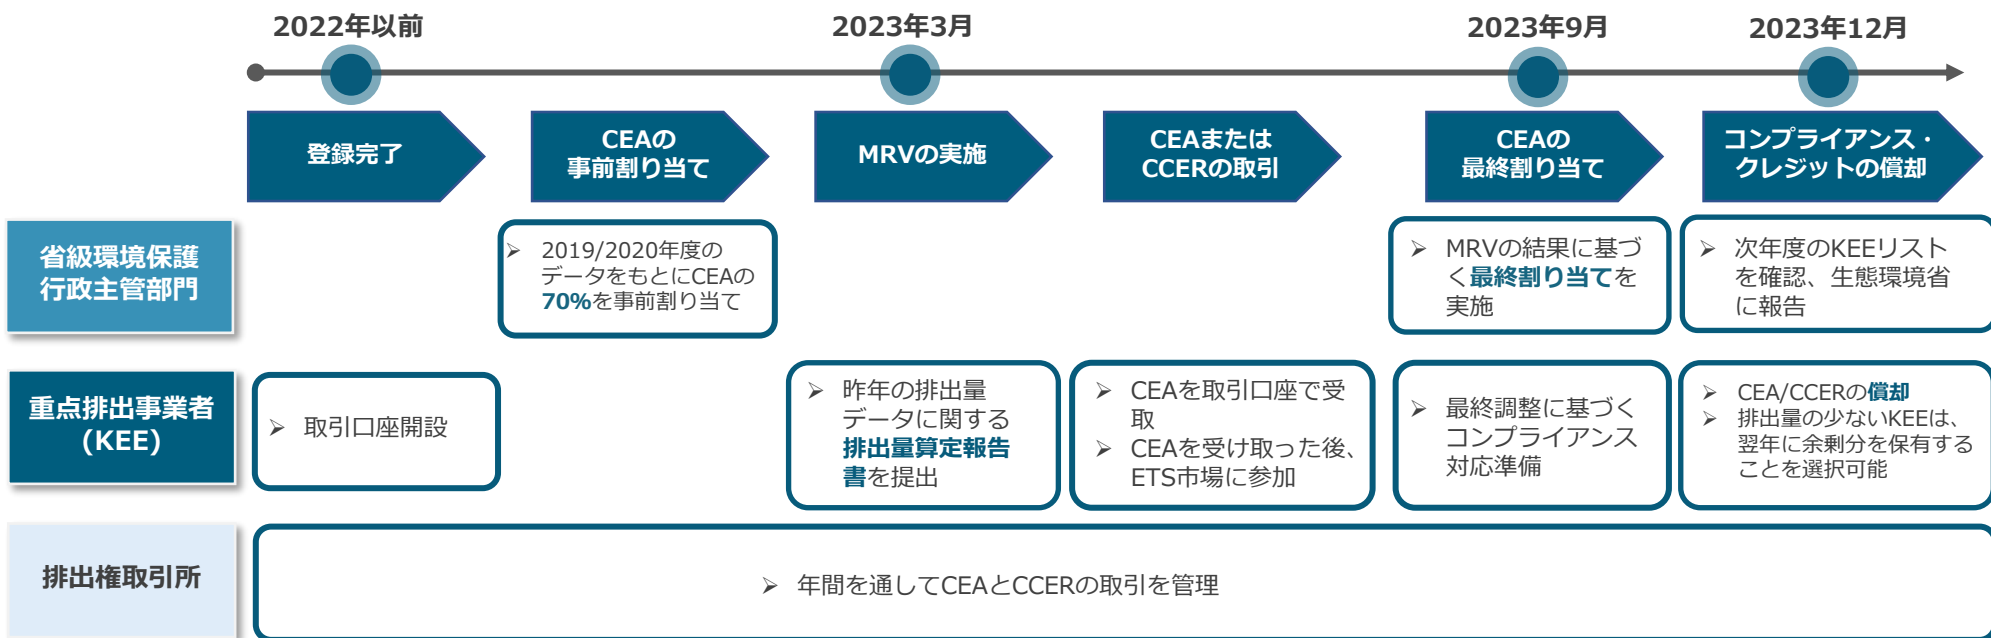 2022年以前
2023年3月
2023年9月
2023年12月
登録完了
CEAの
事前割り当て
MRVの実施
CEAまたは
CCERの取引
CEAの
最終割り当て
コンプライアンス・
クレジットの償却
省級環境保護
行政主管部門
➢ 2019/2020年度の
データをもとにCEAの
70%を事前割り当て
➢ MRVの結果に基づ
く最終割り当てを
実施
➢ 次年度のKEEリスト
を確認、生態環境省
に報告
重点排出事業者
(KEE)
➢ 取引口座開設
➢ 昨年の排出量
データに関する
排出量算定報告
書を提出
➢ CEAを取引口座で受
取
➢ CEAを受け取った後、
ETS市場に参加
➢ 最終調整に基づく
コンプライアンス
対応準備
➢ CEA/CCERの償却
➢ 排出量の少ないKEEは、
翌年に余剰分を保有する
ことを選択可能
排出権取引所
➢ 年間を通してCEAとCCERの取引を管理